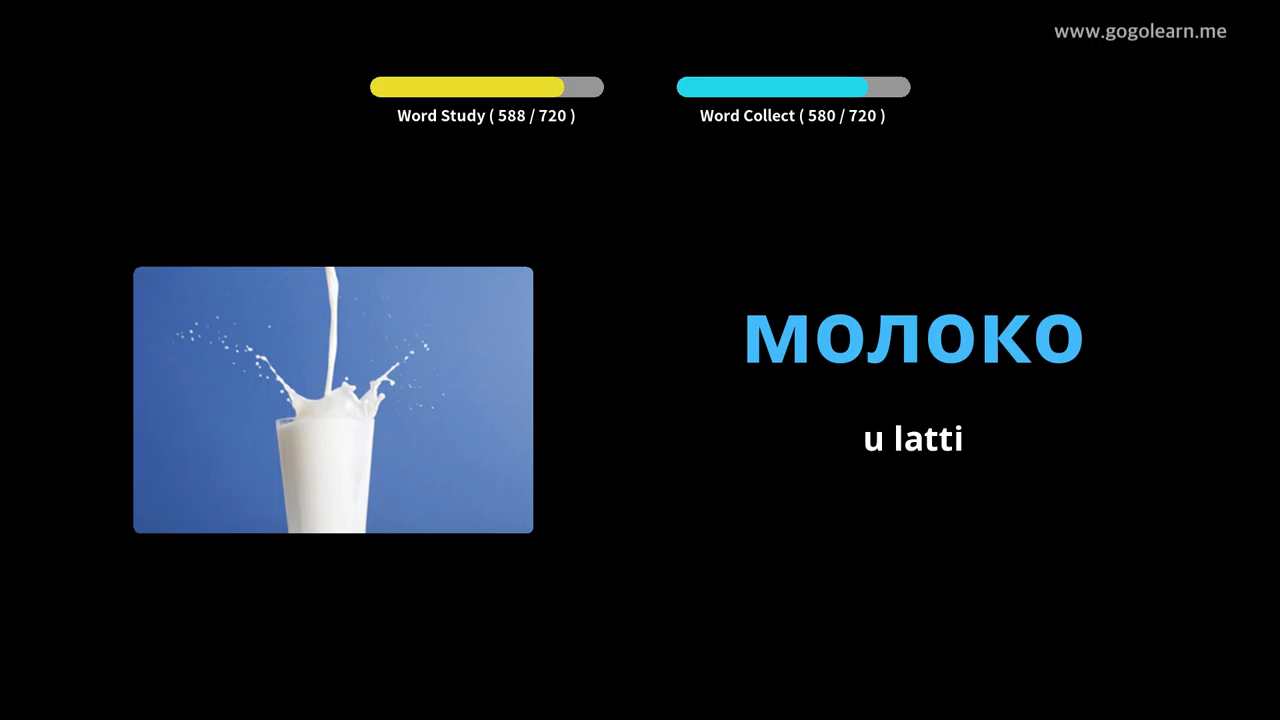 www.gogolearn.me
Word Study ( 588 / 720 )
Word Collect ( 580 / 720 )
молоко
u latti